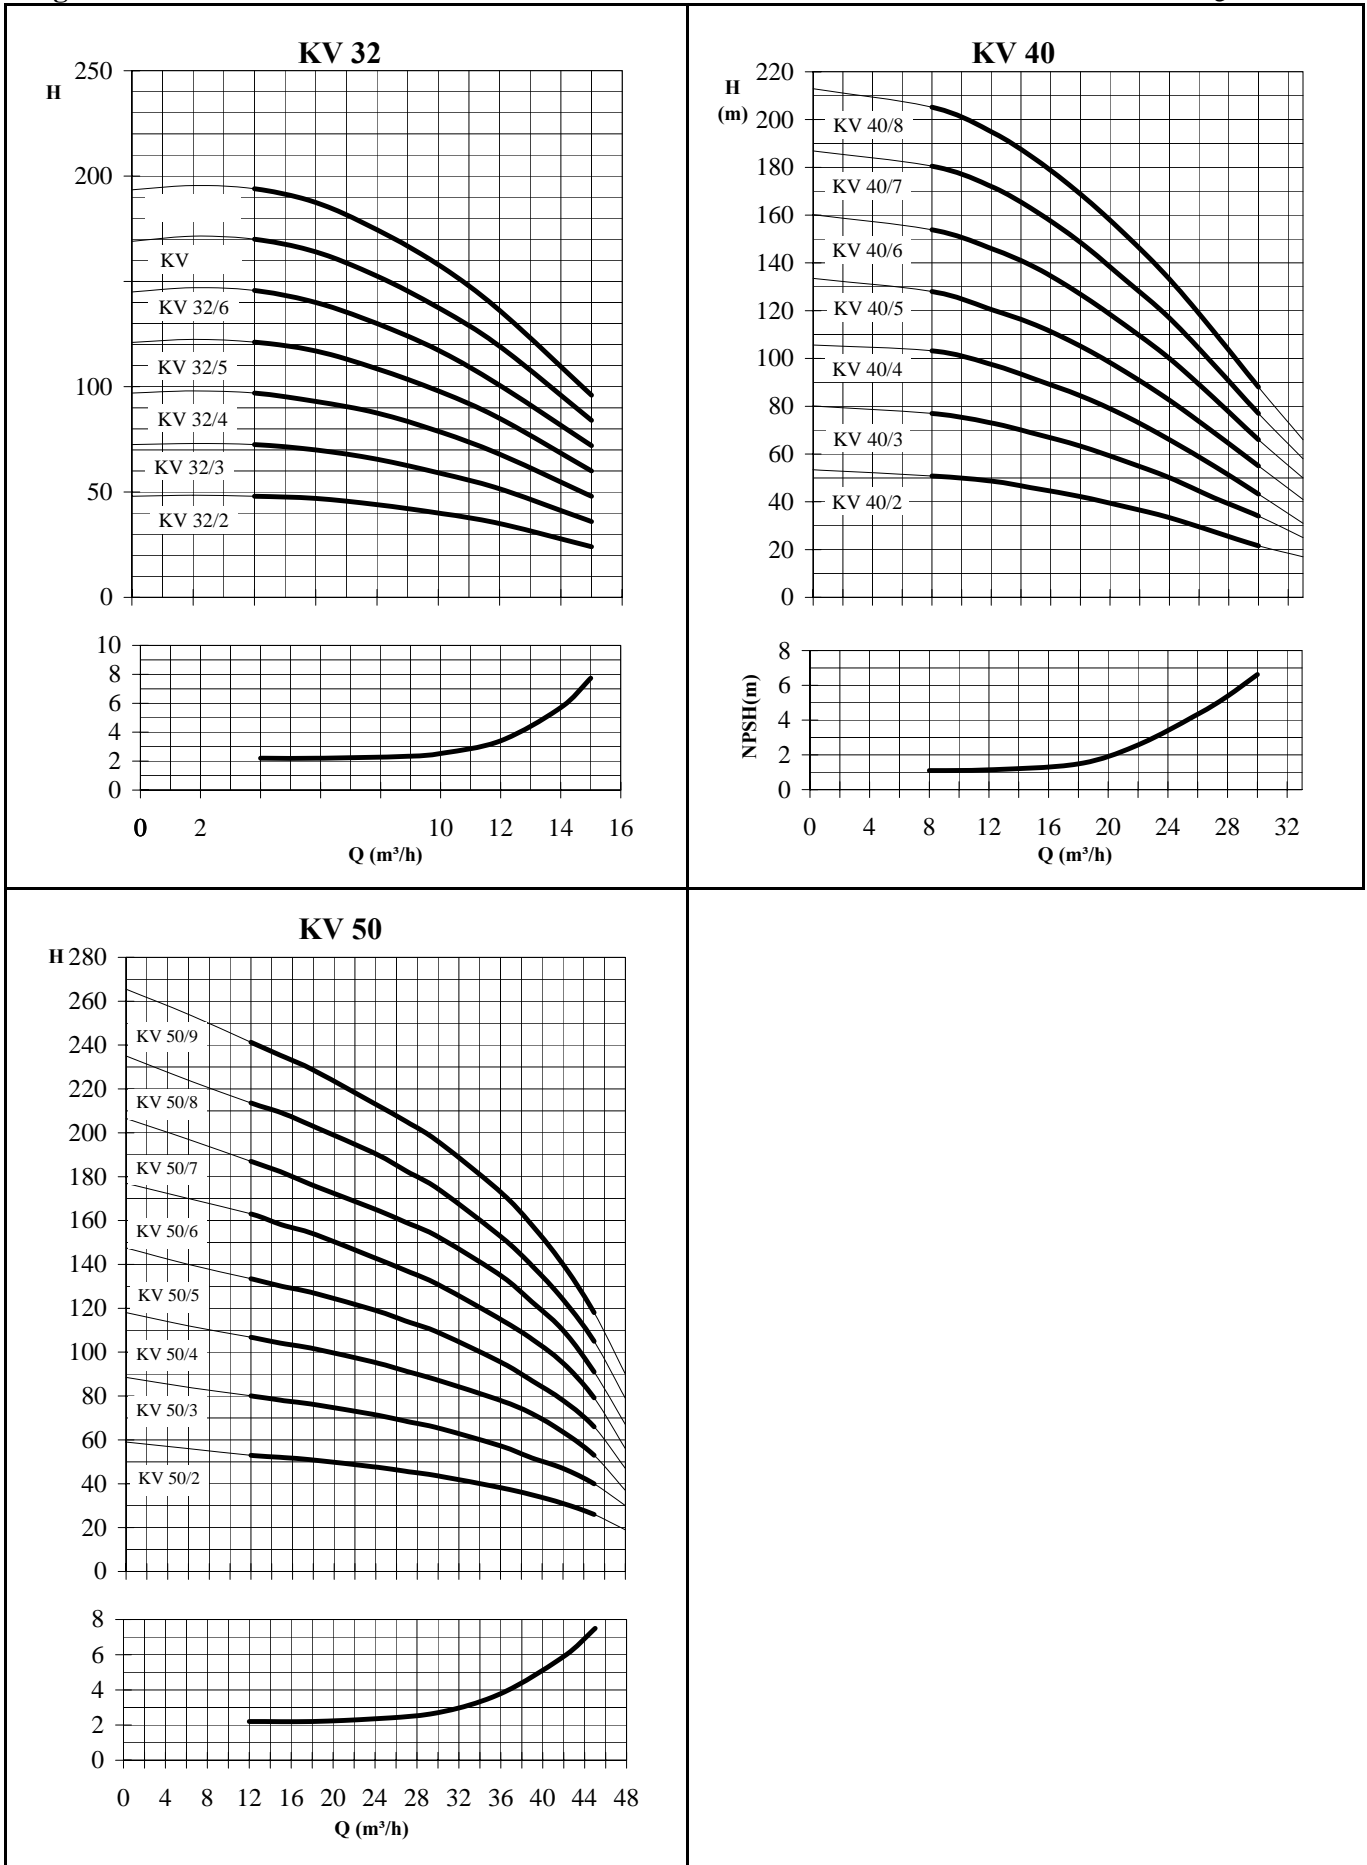 KV 32
H
250
200
100
50
0
KV
KV 32/6
KV 32/5
KV 32/4
KV 32/3
KV 32/2
10
8
6
4
2
0
0 2 10 12 14 16
Q (m³/h)
KV 40
H
(m)
220
200
180
160
140
120
100
80
60
40
20
0
KV 40/8
KV 40/7
KV 40/6
KV 40/5
KV 40/4
KV 40/3
KV 40/2
NPSH(m)
8
6
4
2
0
0 4 8 12 16 20 24 28 32
Q (m³/h)
KV 50
H 280
260
240
220
200
180
160
140
120
100
80
60
40
20
0
KV 50/9
KV 50/8
KV 50/7
KV 50/6
KV 50/5
KV 50/4
KV 50/3
KV 50/2
8
6
4
2
0
0 4 8 12 16 20 24 28 32 36 40 44 48
Q (m³/h)